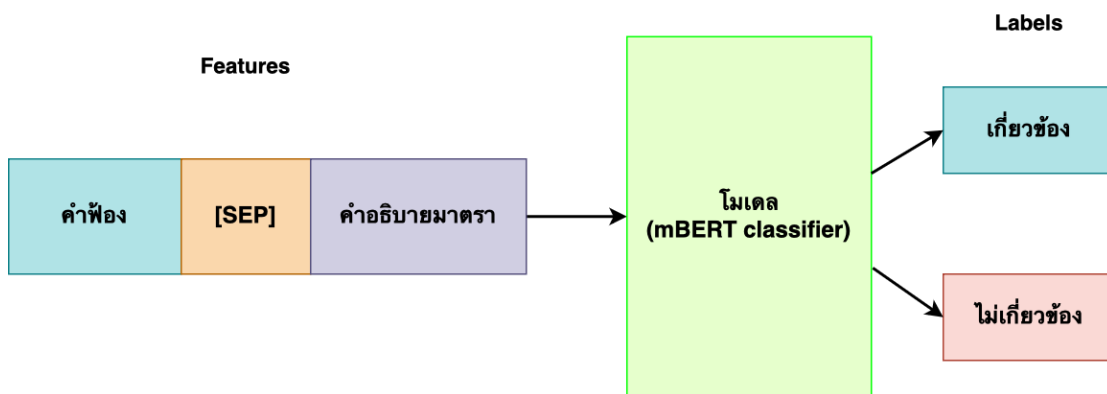 Labels
Features
เกี่ยวข้อง
คำฟ้อง
[SEP]
คำอธิบายมาตรา
โมเดล
(mBERT classifier)
ไม่เกี่ยวข้อง